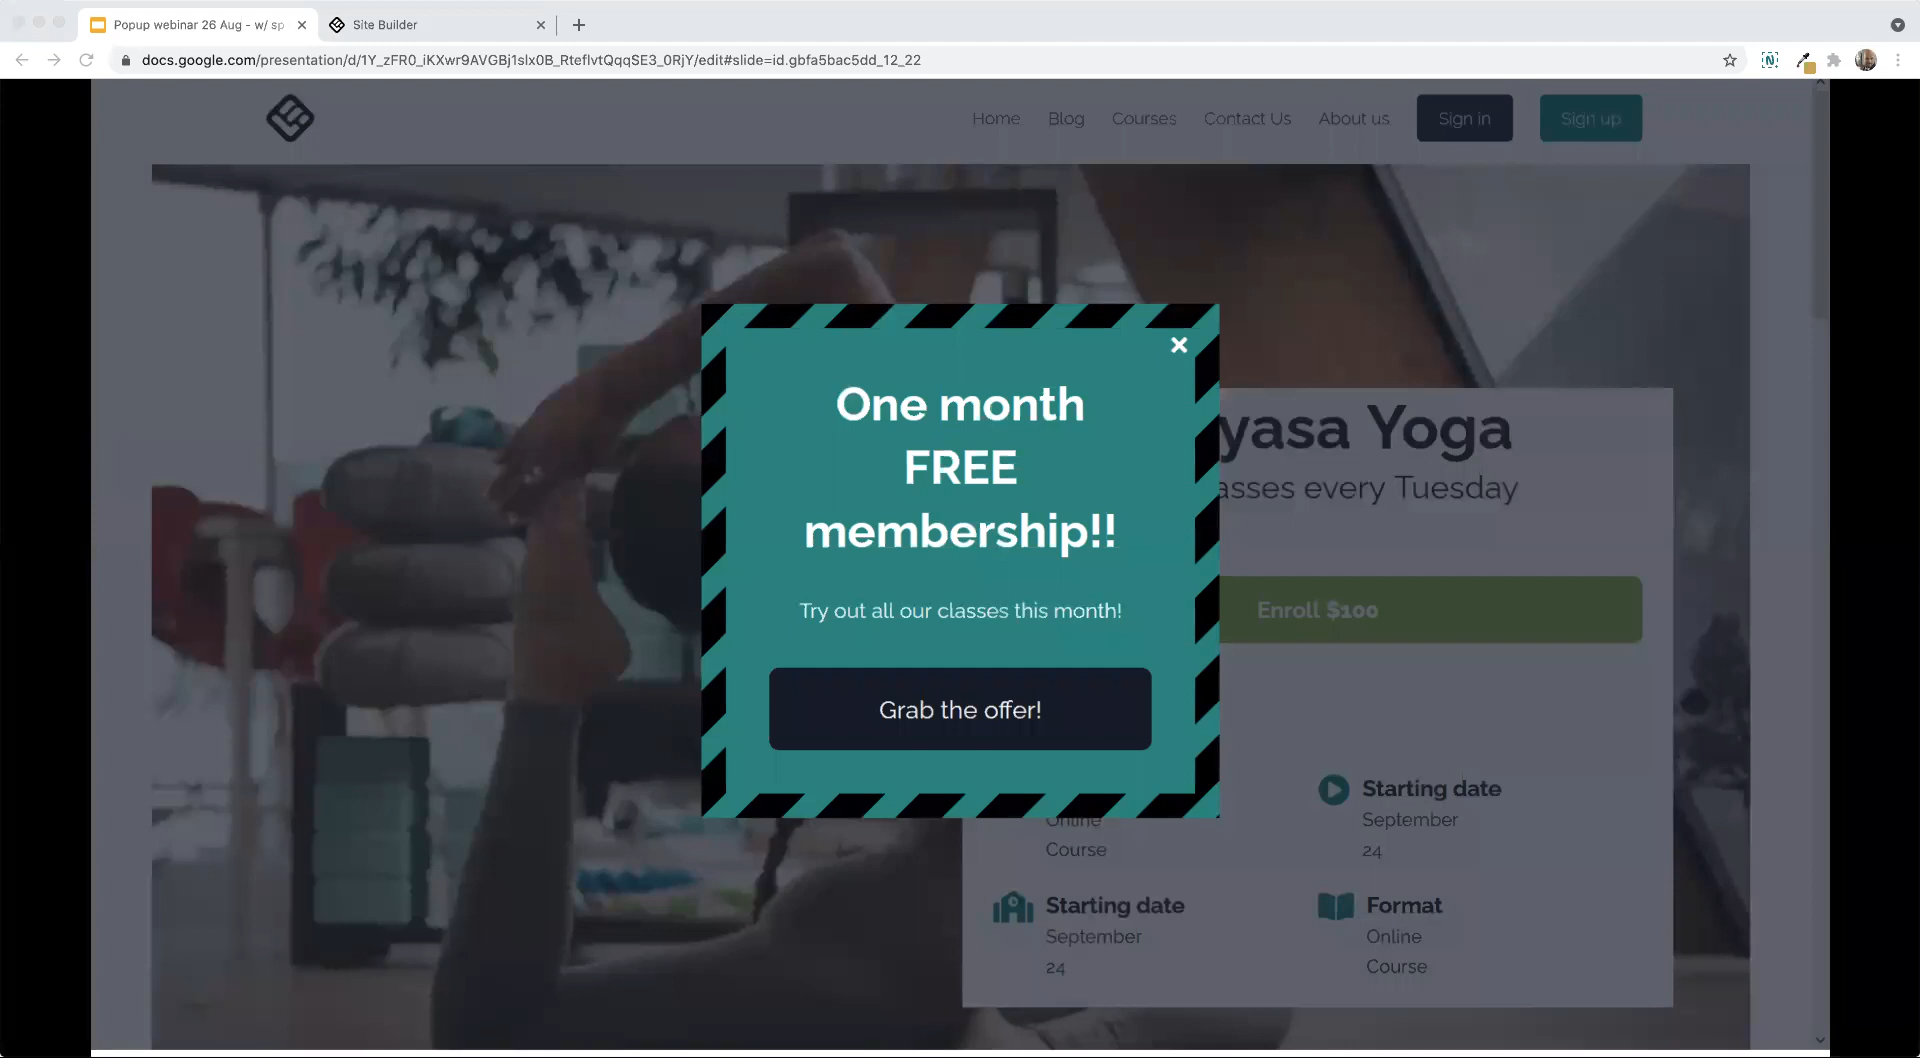 Popup webinar 26 Aug - w/ sp
Site Builder
docs.google.com/presentation/d/1Y_zFR0_iKXwr9AVGBj1slx0B_RteflvtQqqSE3_0RjY/edit#slide=id.gbfa5bac5dd_12_22
Home Blog Courses Contact Us About us Sign in Sign up
One month
FREE
membership!!
Try out all our classes this month!
Grab the offer!
yasa Yoga
asses every Tuesday
Enroll $100
Online
Course
Starting date
September
24
Starting date
September
24
Format
Online
Course